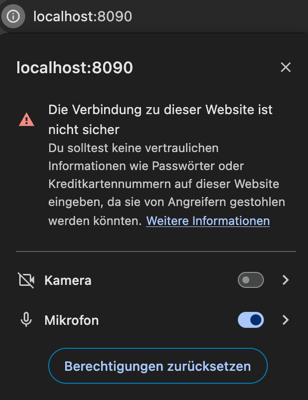 localhost:8090
localhost:8090
Die Verbindung zu dieser Website ist
nicht sicher
Du solltest keine vertraulichen
Informationen wie Passwörter oder
Kreditkartennummern auf dieser Website
eingeben, da sie von Angreifern gestohlen
werden könnten. Weitere Informationen
Kamera
Mikrofon
Berechtigungen zurücksetzen